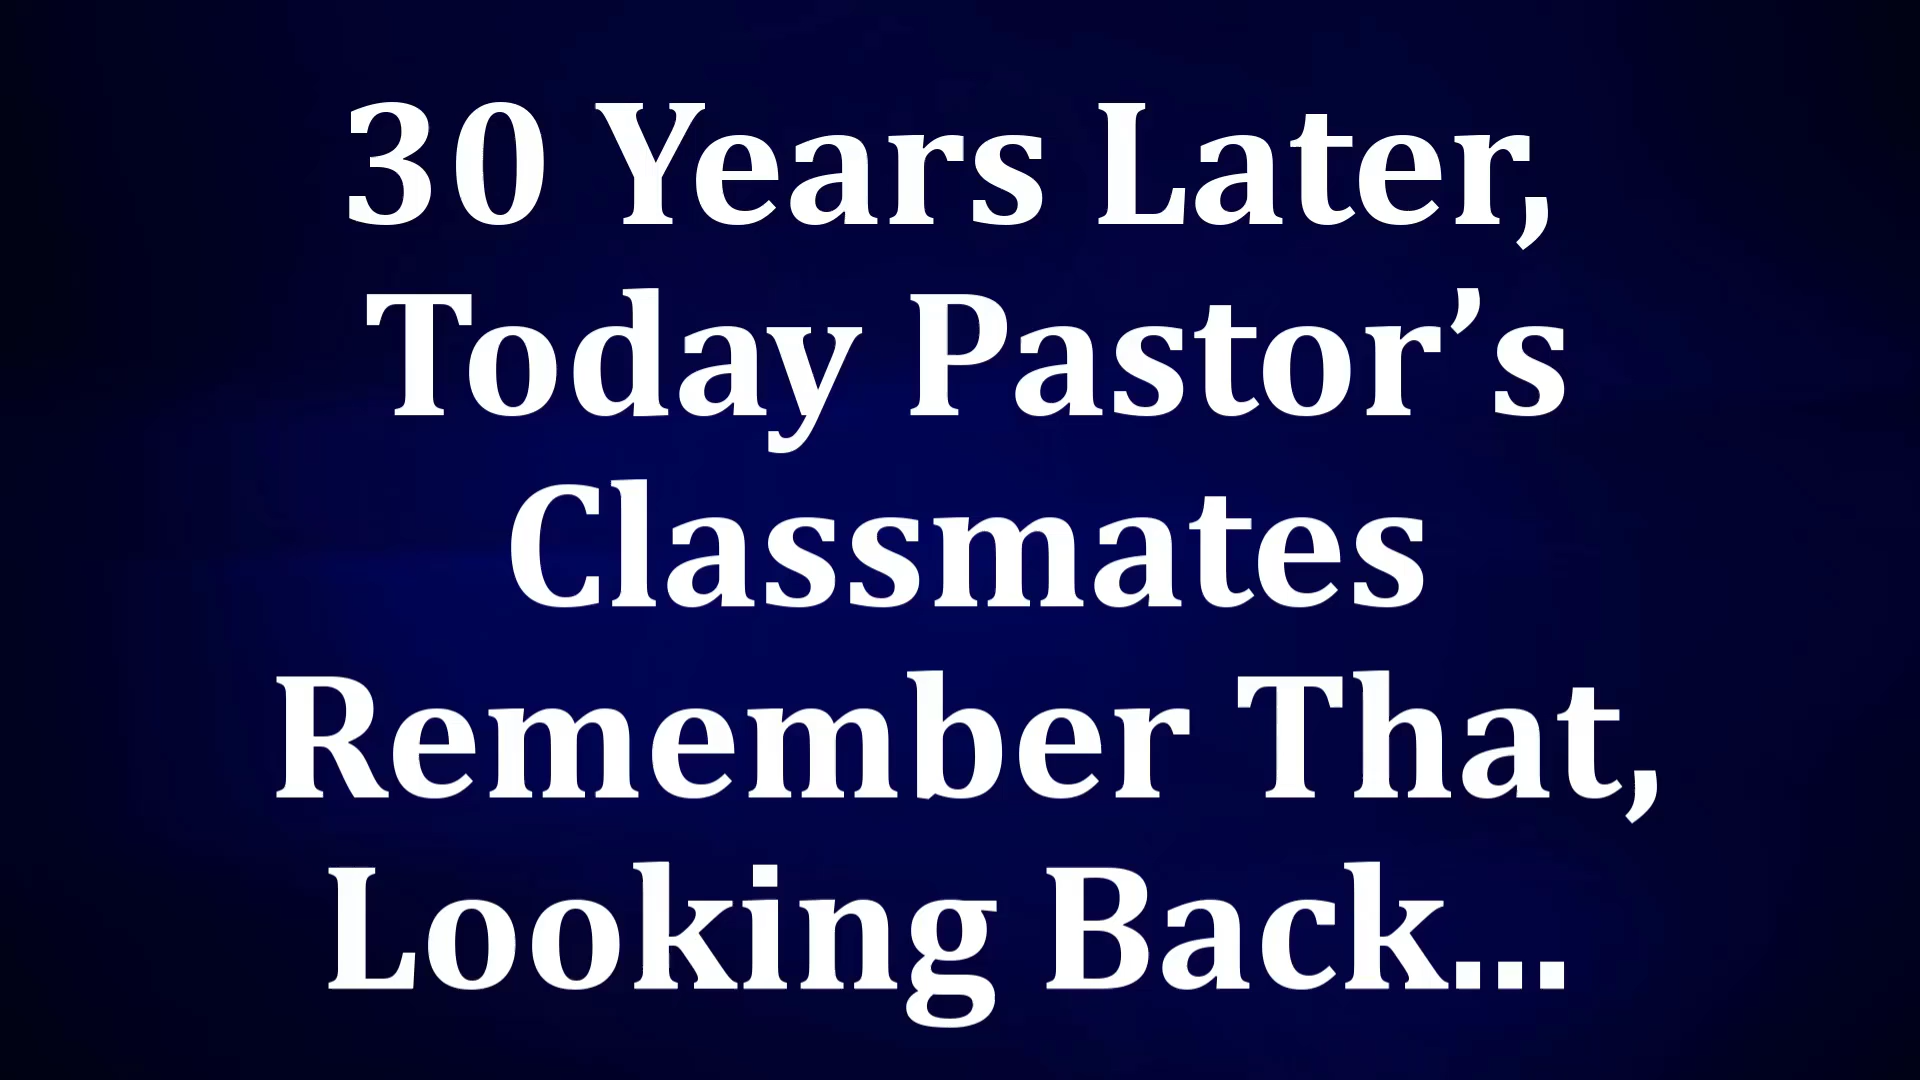 30 Years Later,
Today Pastor’s
Classmates
Remember That,
Looking Back...